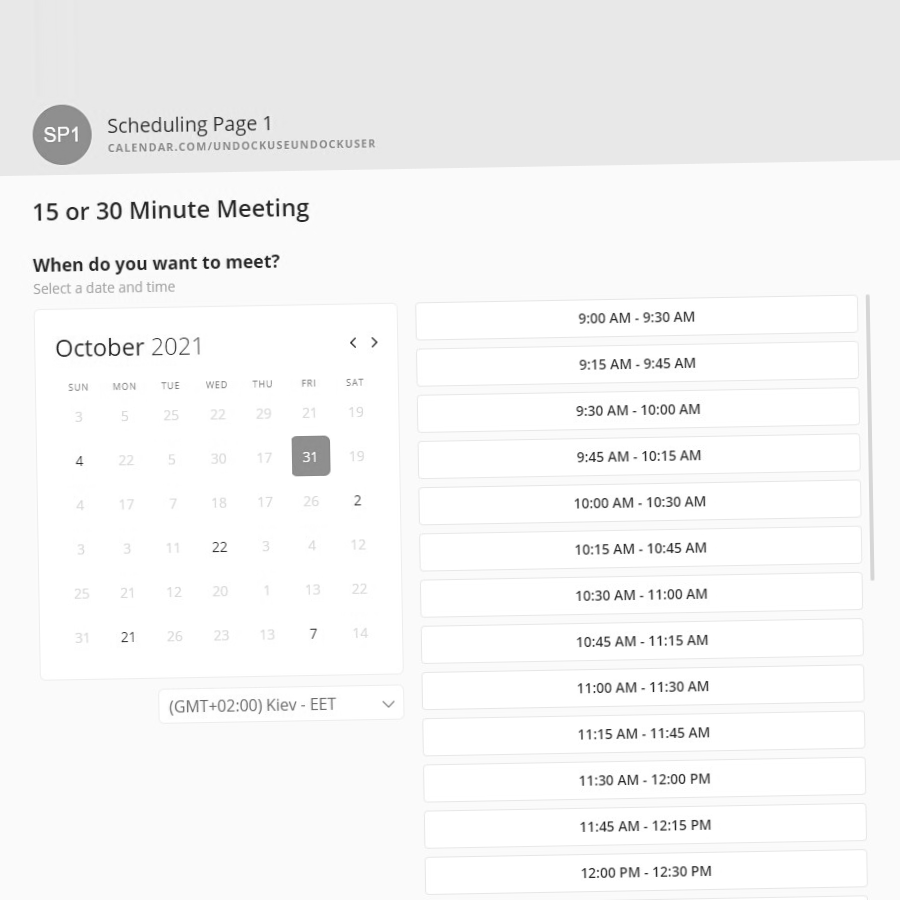 SP1
Scheduling Page 1
CALENDAR.COM/UNDOCKUSEUNDOCKUSER
15 or 30 Minute Meeting
When do you want to meet?
Select a date and time
October 2021
SUN MON TUE WED THU FRI SAT
3 5 25 22 29 21 19
4 22 5 30 17 31 19
4 17 7 18 17 26 2
3 3 11 22 3 4 12
25 21 12 20 1 13 22
31 21 26 23 13 7 14
(GMT+02:00) Kiev - EET
9:00 AM - 9:30 AM
9:15 AM - 9:45 AM
9:30 AM - 10:00 AM
9:45 AM - 10:15 AM
10:00 AM - 10:30 AM
10:15 AM - 10:45 AM
10:30 AM - 11:00 AM
10:45 AM - 11:15 AM
11:00 AM - 11:30 AM
11:15 AM - 11:45 AM
11:30 AM - 12:00 PM
11:45 AM - 12:15 PM
12:00 PM - 12:30 PM